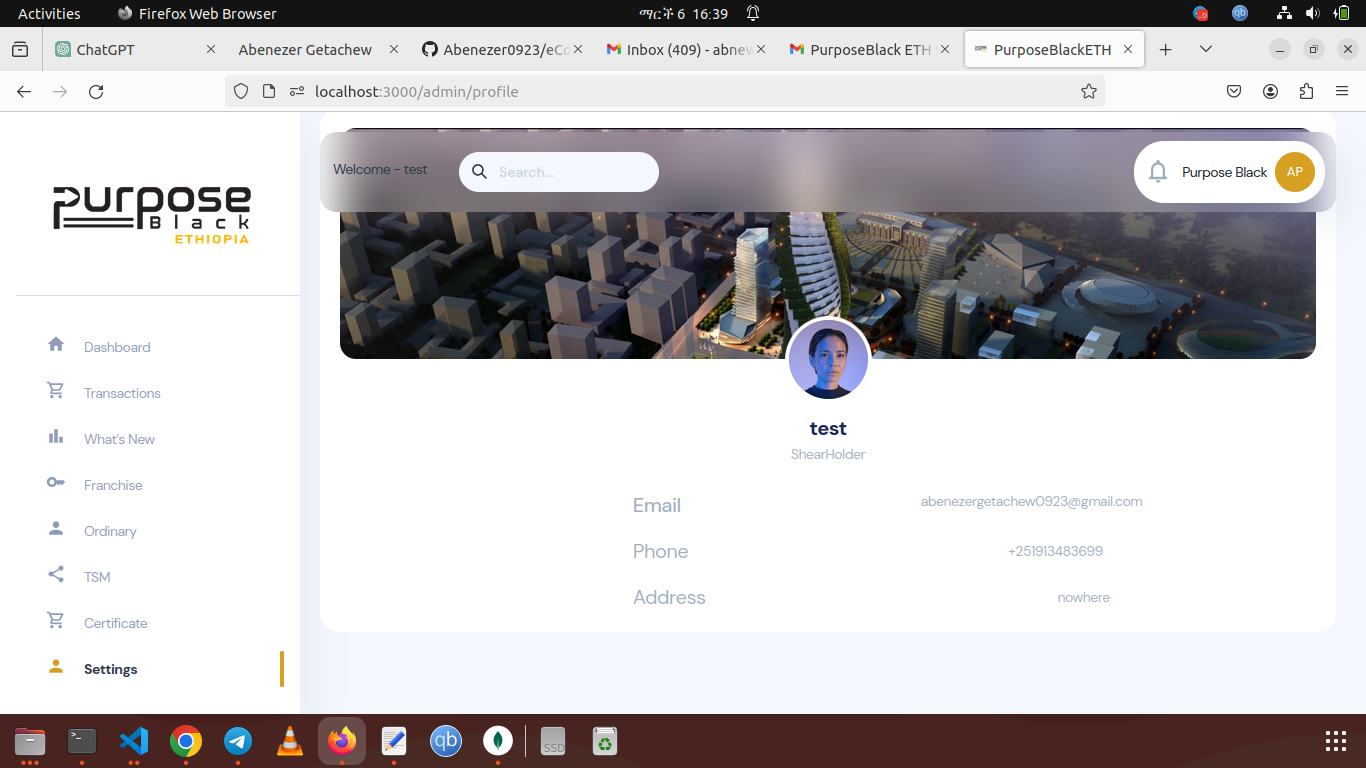 Activities
Firefox Web Browser
ማርች 6 16:39
ChatGPT
Abenezer Getachew
Abenezer0923/eCo
Inbox (409) - abnew
PurposeBlack ETH
PurposeBlackETH
localhost:3000/admin/profile
purpose
Black
ETHIOPIA
Welcome - test
Search...
Purpose Black
AP
Dashboard
Transactions
What's New
Franchise
Ordinary
TSM
Certificate
Settings
test
ShearHolder
Email
abenezergetachew0923@gmail.com
Phone
+251913483699
Address
nowhere
qb
SSD